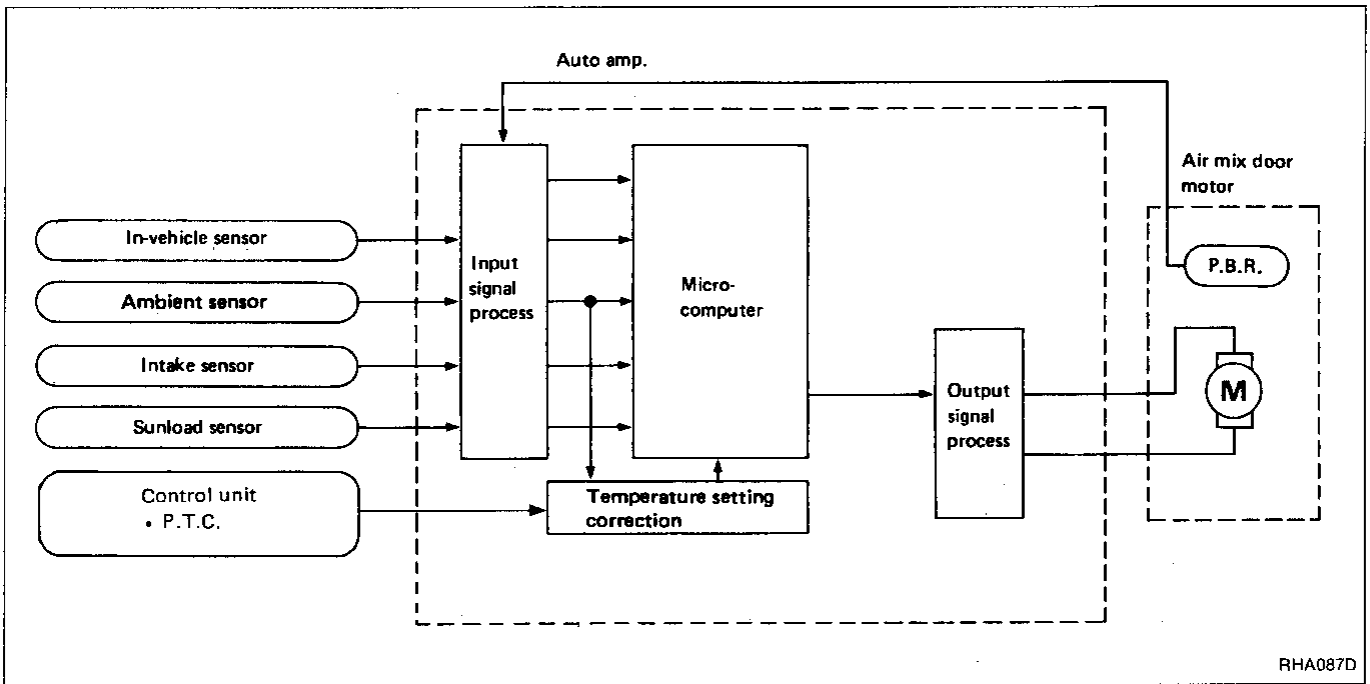 Auto amp.
Air mix door
motor
In-vehicle sensor
Ambient sensor
Intake sensor
Sunload sensor
Control unit
• P.T.C.
Input
signal
process
Micro-
computer
Temperature setting
correction
Output
signal
process
P.B.R.
M
RHA087D